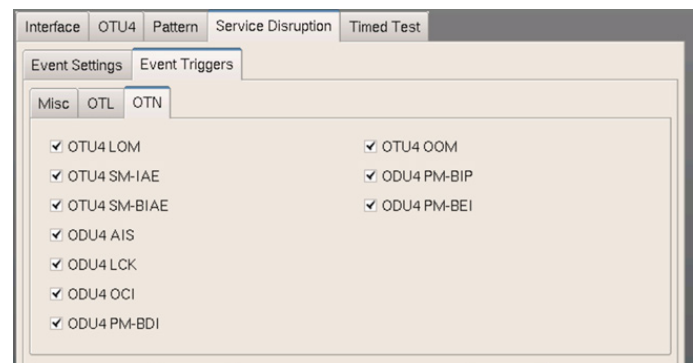 Interface OTU4 Pattern Service Disruption Timed Test
Event Settings Event Triggers
Misc OTL OTN
OTU4 LOM OTU4 OOM
OTU4 SM-IAE ODU4 PM-BIP
OTU4 SM-BIAE ODU4 PM-BEI
ODU4 AIS
ODU4 LCK
ODU4 OCI
ODU4 PM-BDI